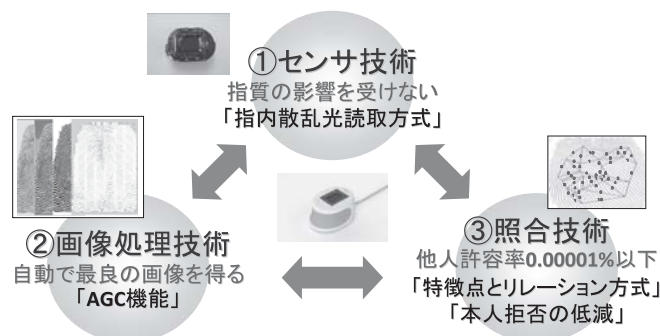 ①センサ技術
指質の影響を受けない
「指内散乱光読取方式」
②画像処理技術
自動で最良の画像を得る
「AGC機能」
③照合技術
他人許容率0.00001%以下
「特徴点とリレーション方式」
「本人拒否の低減」